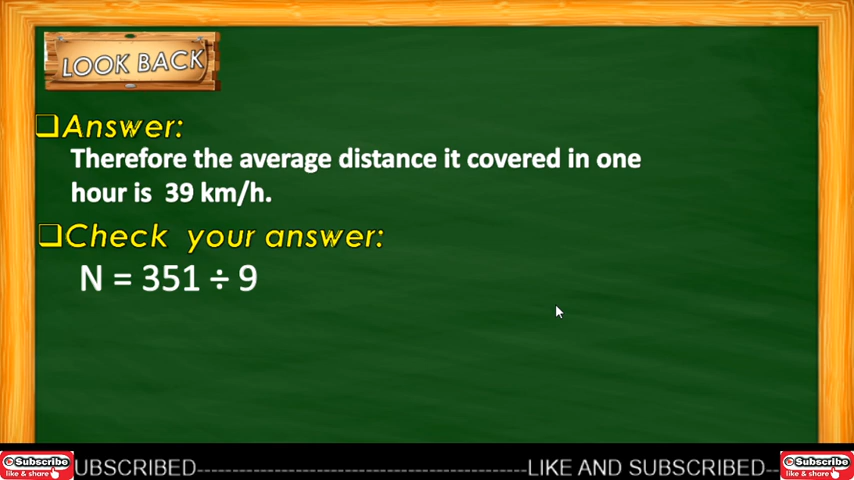 LOOK BACK
❑Answer:
Therefore the average distance it covered in one
hour is 39 km/h.
❑Check your answer:
N = 351 ÷ 9
Subscribe
like & share
UBSCRIBED----------------------------------------------LIKE AND SUBSCRIBED--
Subscribe
like & share